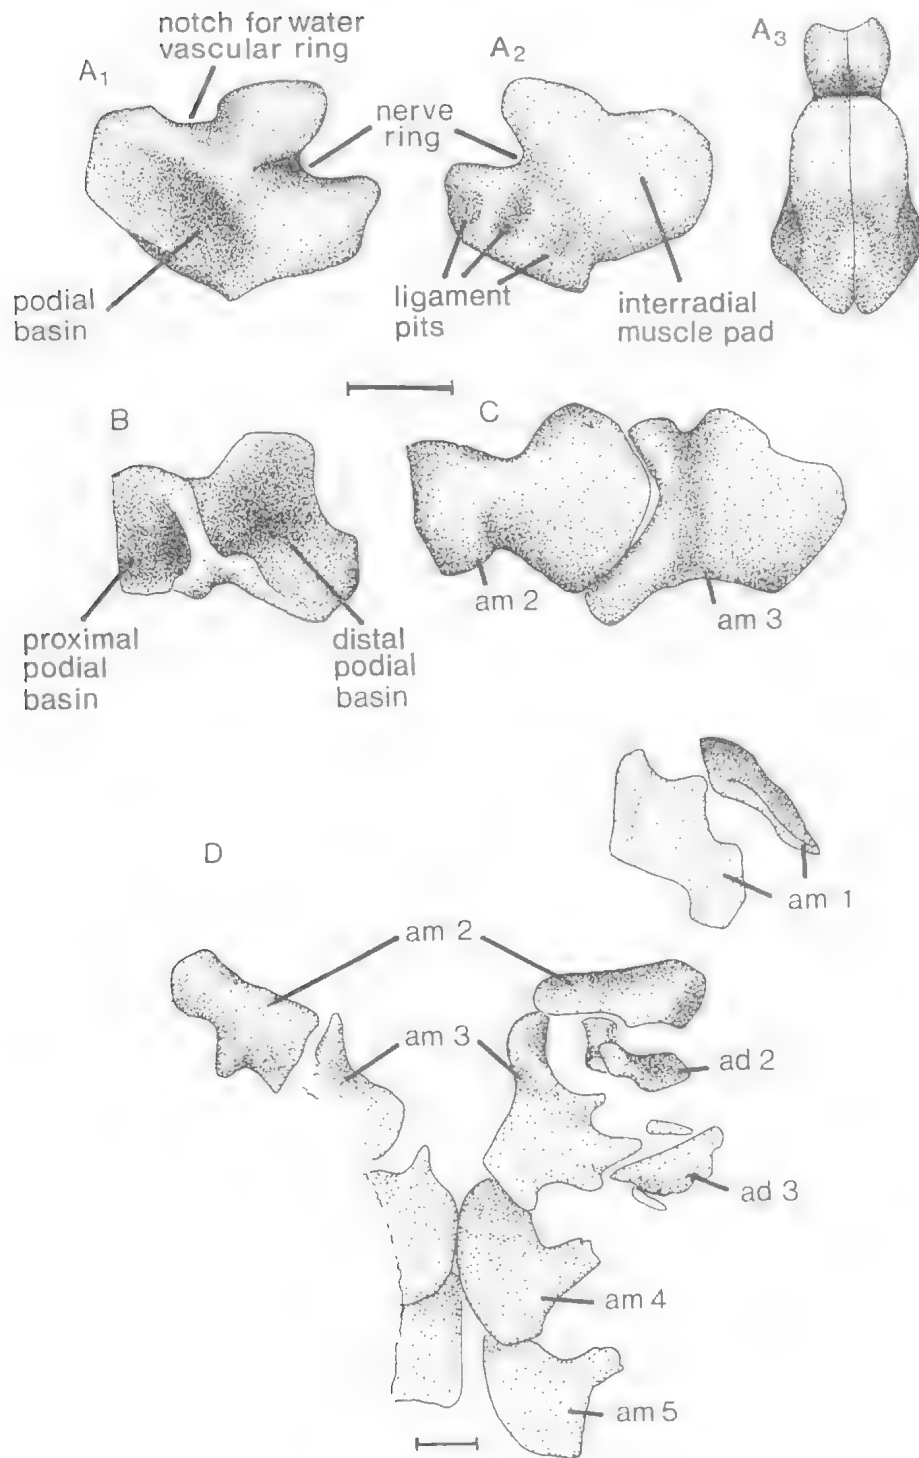 notch for water
vascular ring
A1
A2
A3
nerve
ring
podial
basin
ligament
pits
interradial
muscle pad
B
C
am 2
am 3
proximal
podial
basin
distal
podial
basin
D
am 1
am 2
am 3
ad 2
ad 3
am 4
am 5